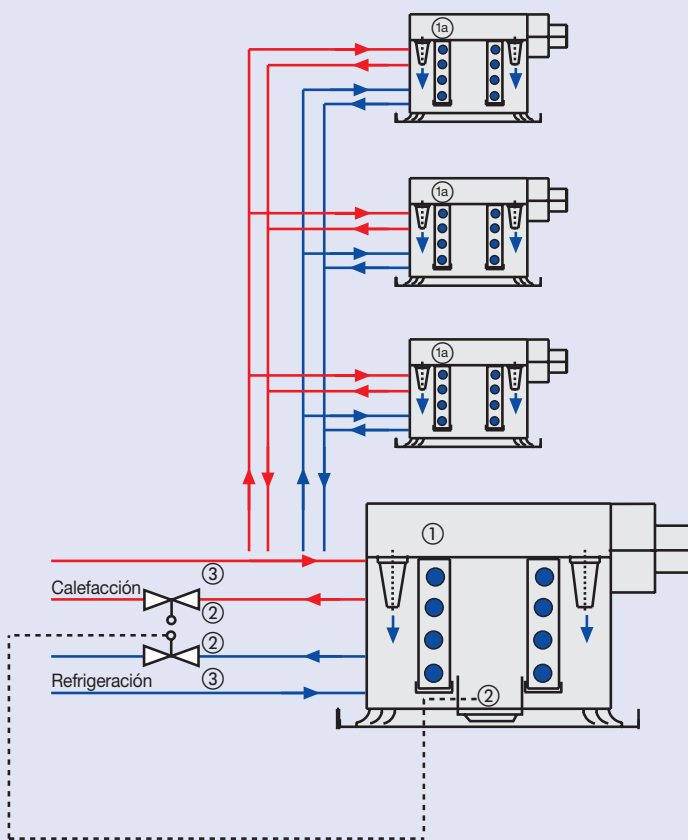 1a
1a
1a
①
③
Calefacción
②
②
Refrigeración
③
②